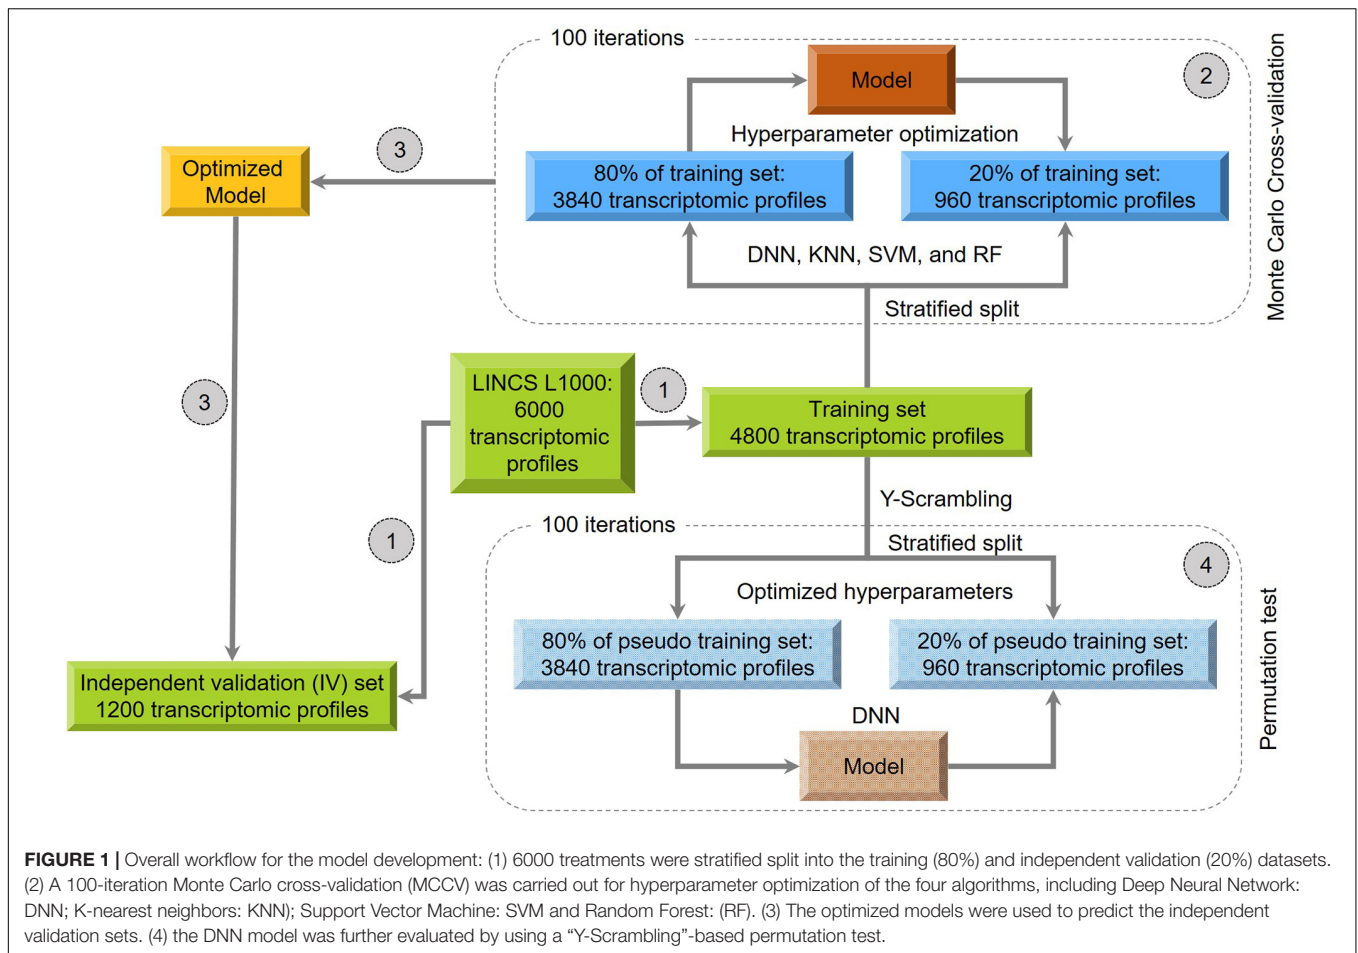 100 iterations
2
Model
Monte Carlo Cross-validation
Hyperparameter optimization
3
Optimized
Model
80% of training set:
3840 transcriptomic profiles
20% of training set:
960 transcriptomic profiles
DNN, KNN, SVM, and RF
Stratified split
3
LINCS L1000:
6000
transcriptomic
profiles
1
Training set
4800 transcriptomic profiles
Y-Scrambling
1
100 iterations
Stratified split
4
Optimized hyperparameters
Permutation test
80% of pseudo training set:
3840 transcriptomic profiles
20% of pseudo training set:
960 transcriptomic profiles
Independent validation (IV) set
1200 transcriptomic profiles
DNN
Model
FIGURE 1 | Overall workflow for the model development: (1) 6000 treatments were stratified split into the training (80%) and independent validation (20%) datasets.
(2) A 100-iteration Monte Carlo cross-validation (MCCV) was carried out for hyperparameter optimization of the four algorithms, including Deep Neural Network:
DNN; K-nearest neighbors: KNN); Support Vector Machine: SVM and Random Forest: (RF). (3) The optimized models were used to predict the independent
validation sets. (4) the DNN model was further evaluated by using a “Y-Scrambling”-based permutation test.